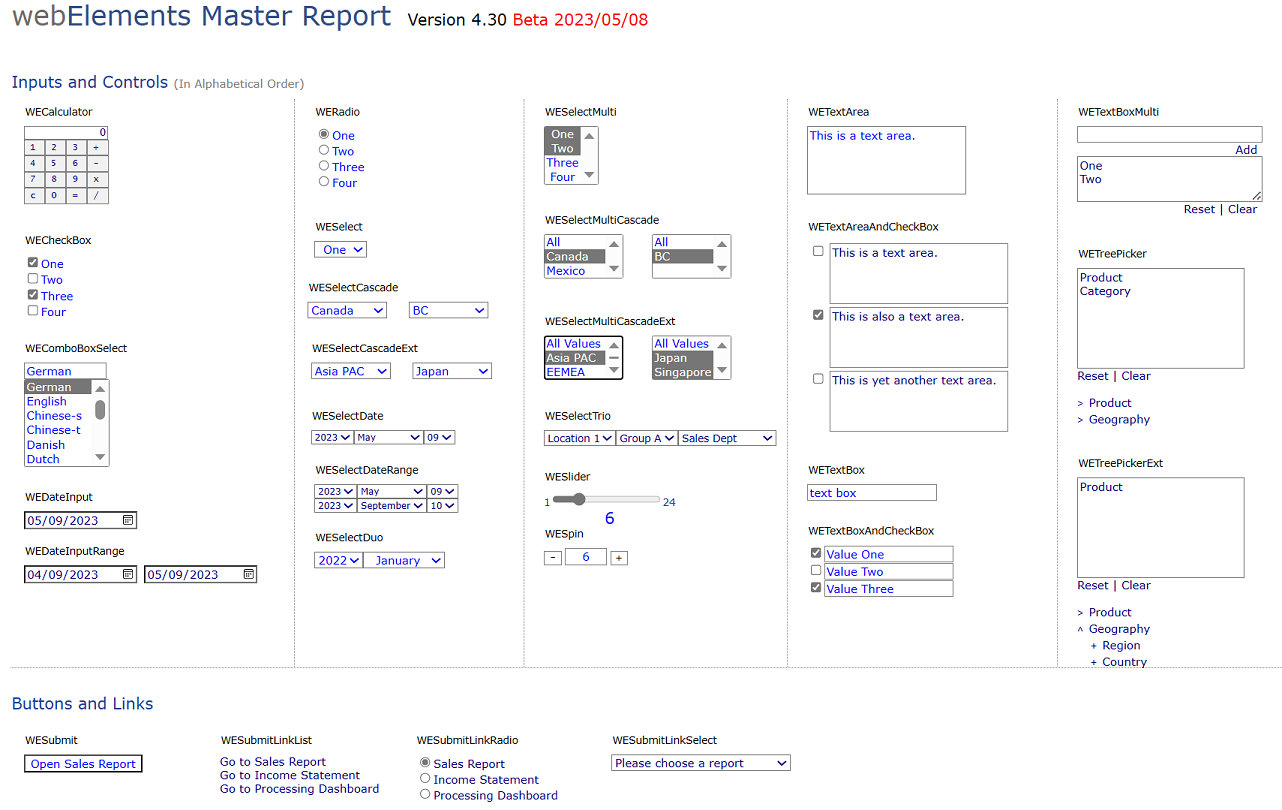 webElements Master Report Version 4.30 Beta 2023/05/08
Inputs and Controls (In Alphabetical Order)
WECalculator
0
1 2 3 +
4 5 6 -
7 8 9 x
c 0 = /
WECheckBox
One
Two
Three
Four
WEComboBoxSelect
German
German
English
Chinese-s
Chinese-t
Danish
Dutch
WEDateInput
05/09/2023
WEDateInputRange
04/09/2023 05/09/2023
WERadio
One
Two
Three
Four
WESelect
One
WESelectCascade
Canada BC
WESelectCascadeExt
Asia PAC Japan
WESelectDate
2023 May 09
WESelectDateRange
2023 May 09
2023 September 10
WESelectDuo
2022 January
WESelectMulti
One
Two
Three
Four
WESelectMultiCascade
All All
Canada BC
Mexico
WESelectMultiCascadeExt
All Values All Values
Asia PAC Japan
EEMEA Singapore
WESelectTrio
Location 1 Group A Sales Dept
WESlider
1 24
6
WESpin
- 6 +
WETextArea
This is a text area.
WETextAreaAndCheckBox
This is a text area.
This is also a text area.
This is yet another text area.
WETextBox
text box
WETextBoxAndCheckBox
Value One
Value Two
Value Three
WETextBoxMulti
Add
One
Two
Reset | Clear
WETreePicker
Product
Category
Reset | Clear
> Product
> Geography
WETreePickerExt
Product
Reset | Clear
> Product
^ Geography
+ Region
+ Country
Buttons and Links
WESubmit
Open Sales Report
WESubmitLinkList
Go to Sales Report
Go to Income Statement
Go to Processing Dashboard
WESubmitLinkRadio
Sales Report
Income Statement
Processing Dashboard
WESubmitLinkSelect
Please choose a report